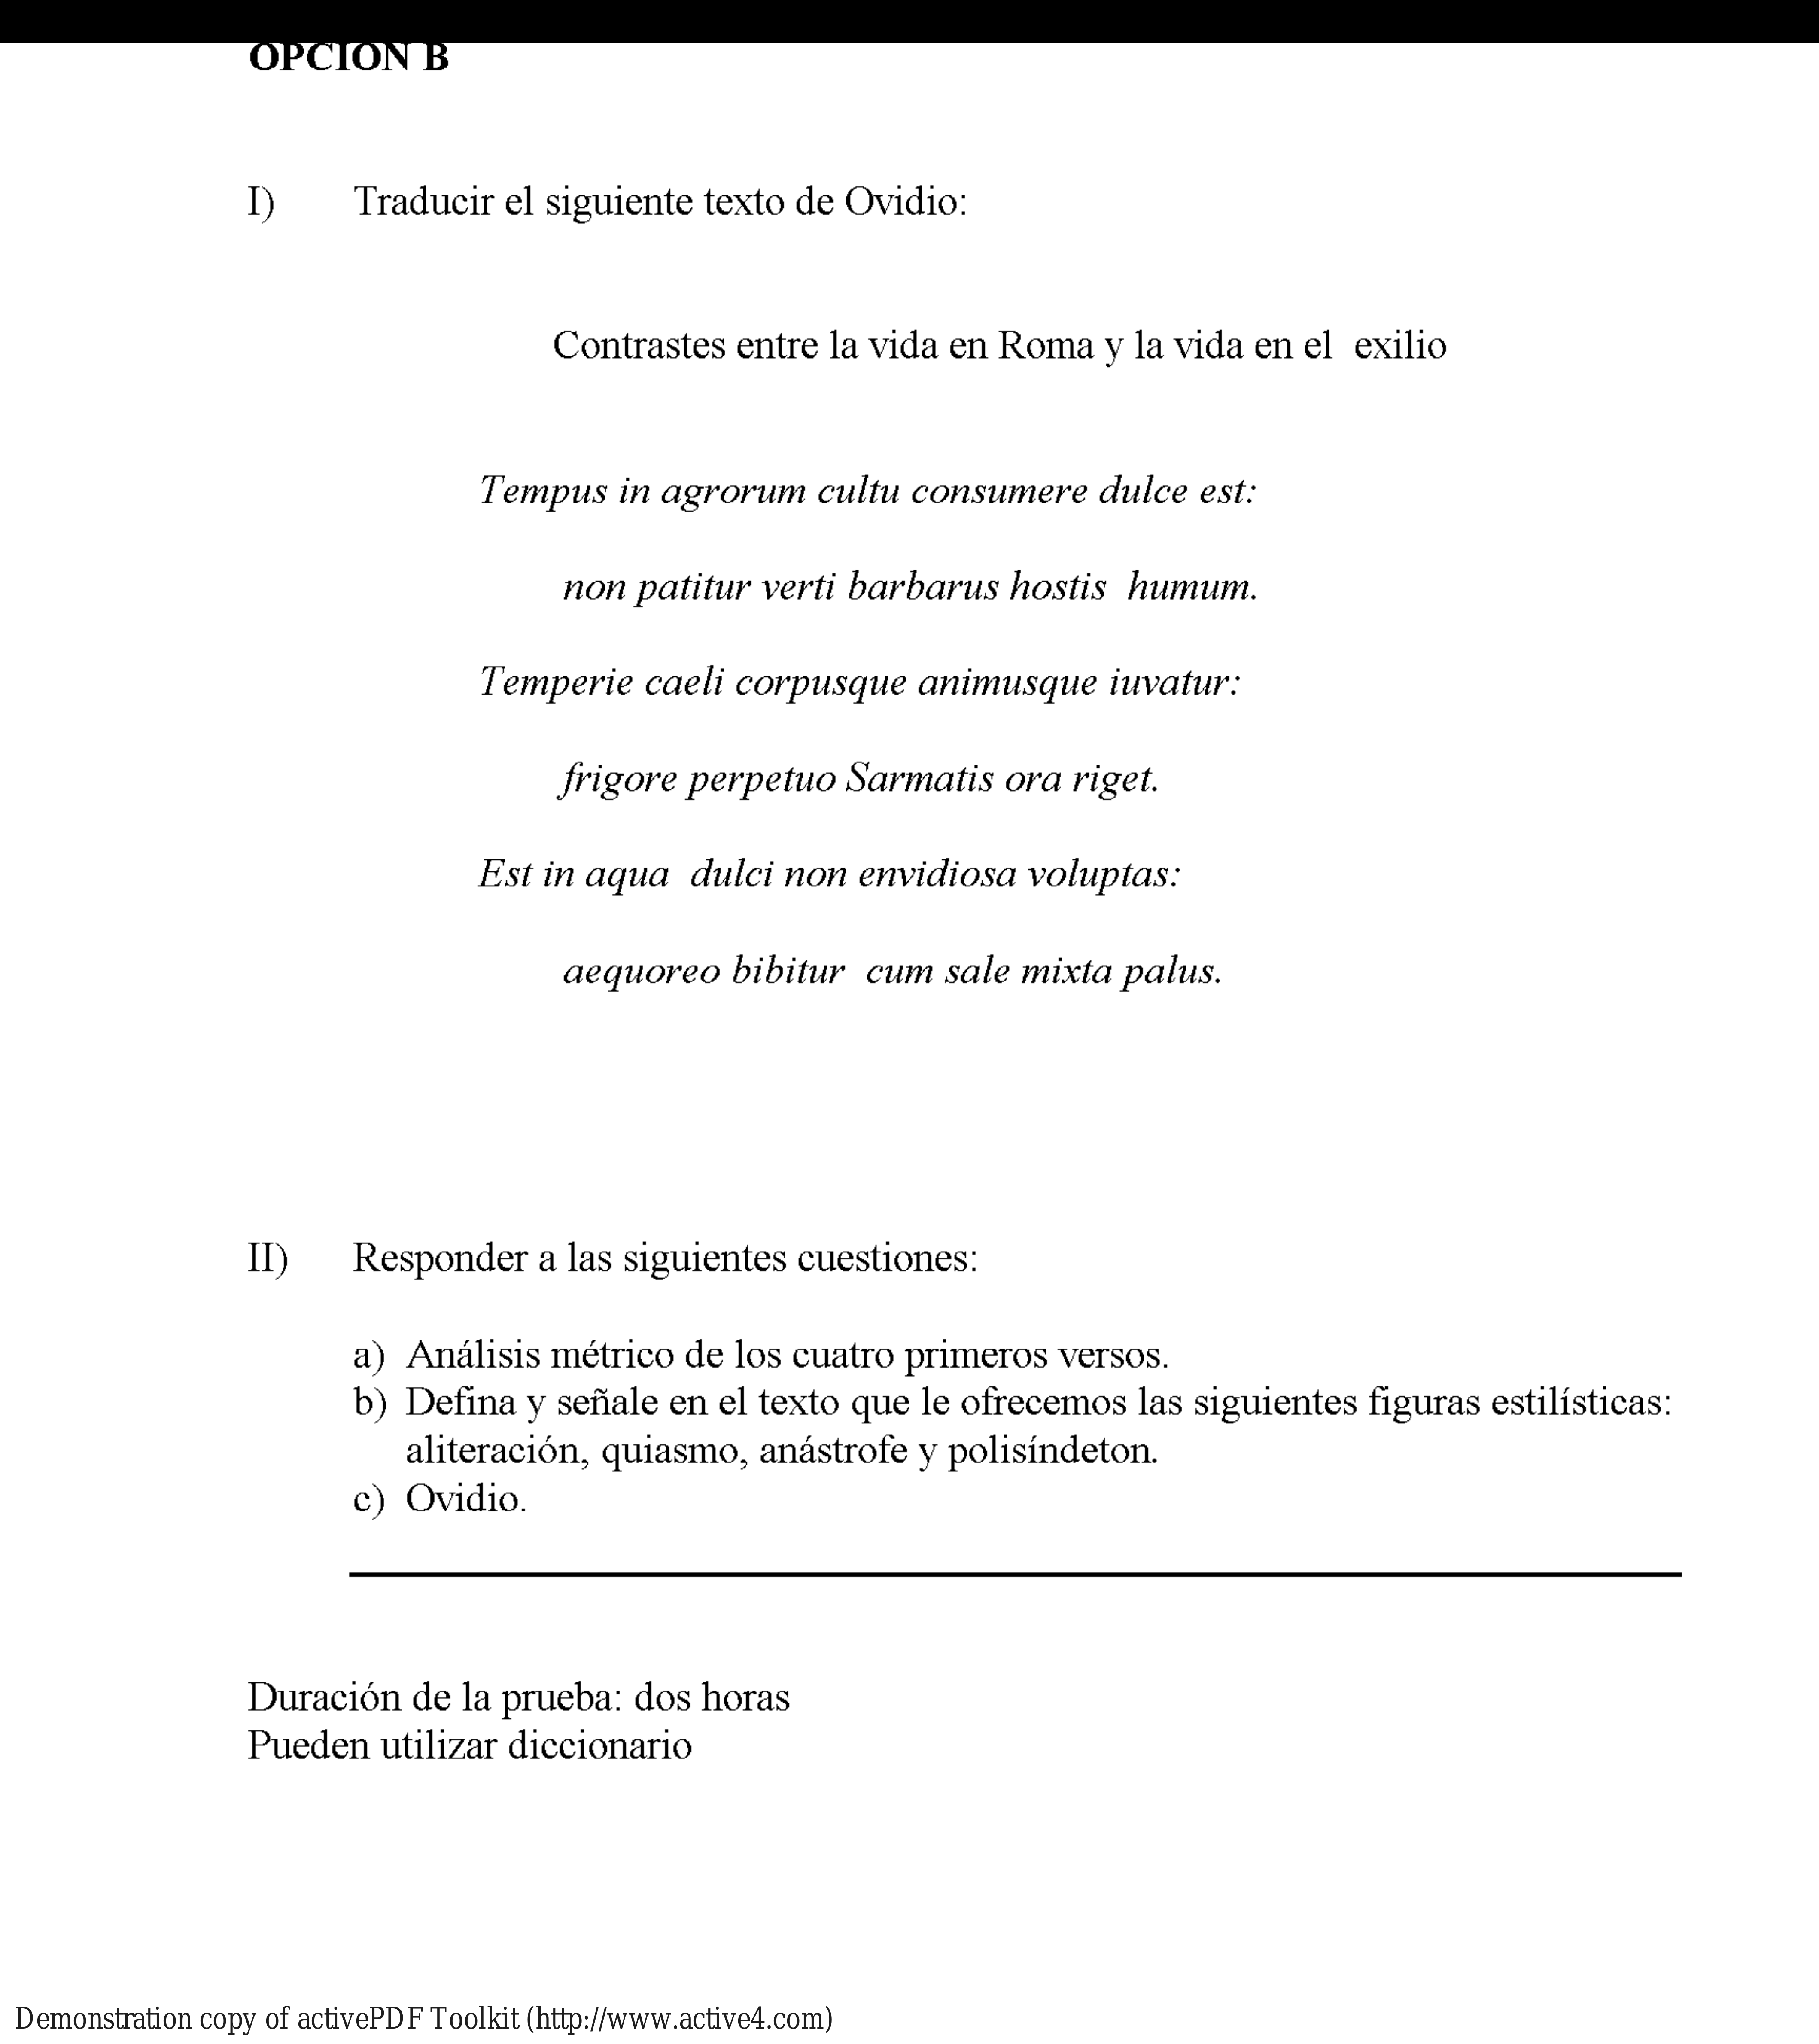 OPCION B
I) Traducir el siguiente texto de Ovidio:
Contrastes entre la vida en Roma y la vida en el exilio
Tempus in agrorum cultu consumere dulce est:
non patitur verti barbarus hostis humum.
Temperie caeli corpusque animusque iuvatur:
frigore perpetuo Sarmatis ora riget.
Est in aqua dulci non envidiosa voluptas:
aequoreo bibitur cum sale mixta palus.
II) Responder a las siguientes cuestiones:
a) Análisis métrico de los cuatro primeros versos.
b) Defina y señale en el texto que le ofrecemos las siguientes figuras estilísticas:
aliteración, quiasmo, anástrofe y polisíndeton.
c) Ovidio.
Duración de la prueba: dos horas
Pueden utilizar diccionario
Demonstration copy of activePDF Toolkit (http://www.active4.com)